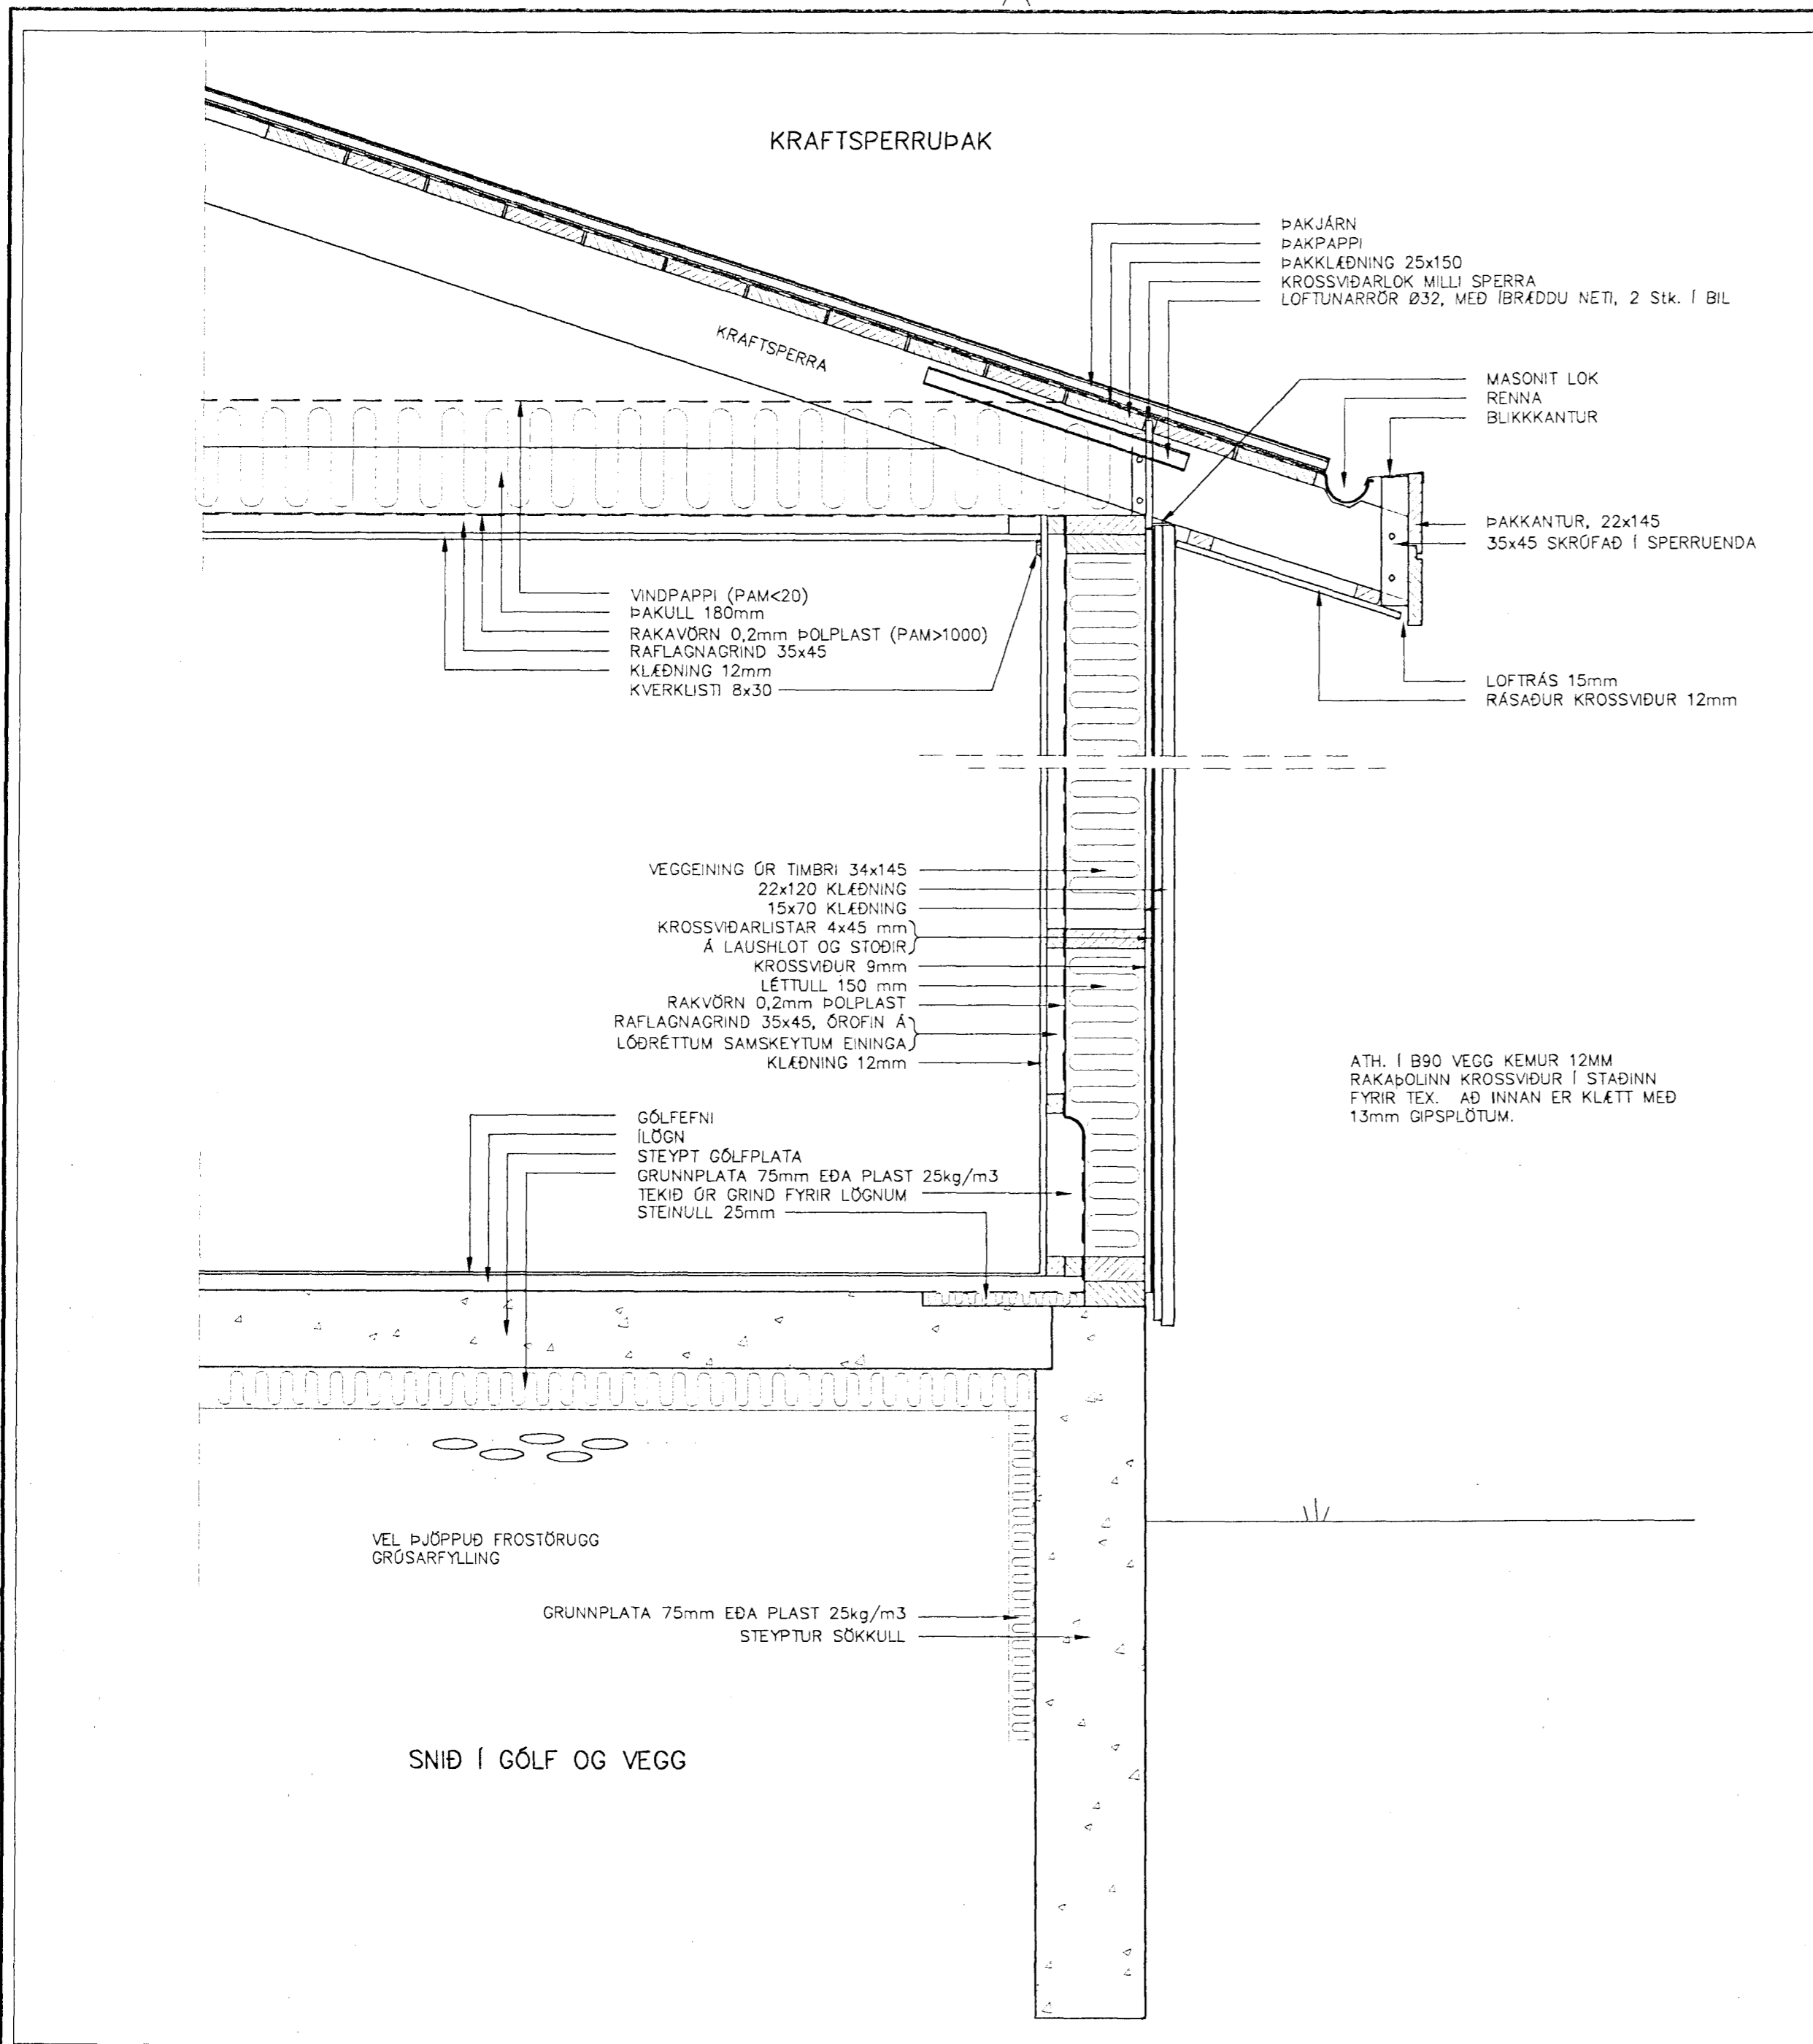 KRAFTSPERRUÞAK
ÞAKJÁRN
ÞAKPAPPI
ÞAKKLÆÐNING 25x150
KROSSVIÐARLOK MILLI SPERRA
LOFTUNARRÖR Ø32, MEÐ ÍBRÆDDU NETI, 2 Stk. Í BIL
KRAFTSPERRA
MASONIT LOK
RENNA
BLIKKKANTUR
ÞAKKANTUR, 22x145
35x45 SKRÚFAÐ Í SPERRUENDA
VINDPAPPI (PAM<20)
ÞAKULL 180mm
RAKAVÖRN 0,2mm ÞOLPLAST (PAM>1000)
RAFLAGNAGRIND 35x45
KLÆÐNING 12mm
KVERKLISTI 8x30
LOFTRÁS 15mm
RÁSAÐUR KROSSVIÐUR 12mm
VEGGEINING ÚR TIMBRI 34x145
22x120 KLÆÐNING
15x70 KLÆÐNING
KROSSVIÐARLISTAR 4x45 mm
Á LAUSHLOT OG STOÐIR
KROSSVIÐUR 9mm
LÉTTULL 150 mm
RAKVÖRN 0,2mm ÞOLPLAST
RAFLAGNAGRIND 35x45, ÓROFIN Á
LÓÐRÉTTUM SAMSKEYTUM EININGA
KLÆÐNING 12mm
ATH. Í B90 VEGG KEMUR 12MM
RAKAÞOLINN KROSSVIÐUR Í STAÐINN
FYRIR TEX. AÐ INNAN ER KLÆTT MEÐ
13mm GIPSPLÖTUM.
GÓLFEFNI
ÍLÖGN
STEYPT GÓLFPLATA
GRUNNPLATA 75mm EÐA PLAST 25kg/m3
TEKIÐ ÚR GRIND FYRIR LÖGNUM
STEINULL 25mm
VEL ÞJÖPPUÐ FROSTÖRUGG
GRÚSARFYLLING
GRUNNPLATA 75mm EÐA PLAST 25kg/m3
STEYPTUR SÖKKULL
SNIÐ Í GÓLF OG VEGG